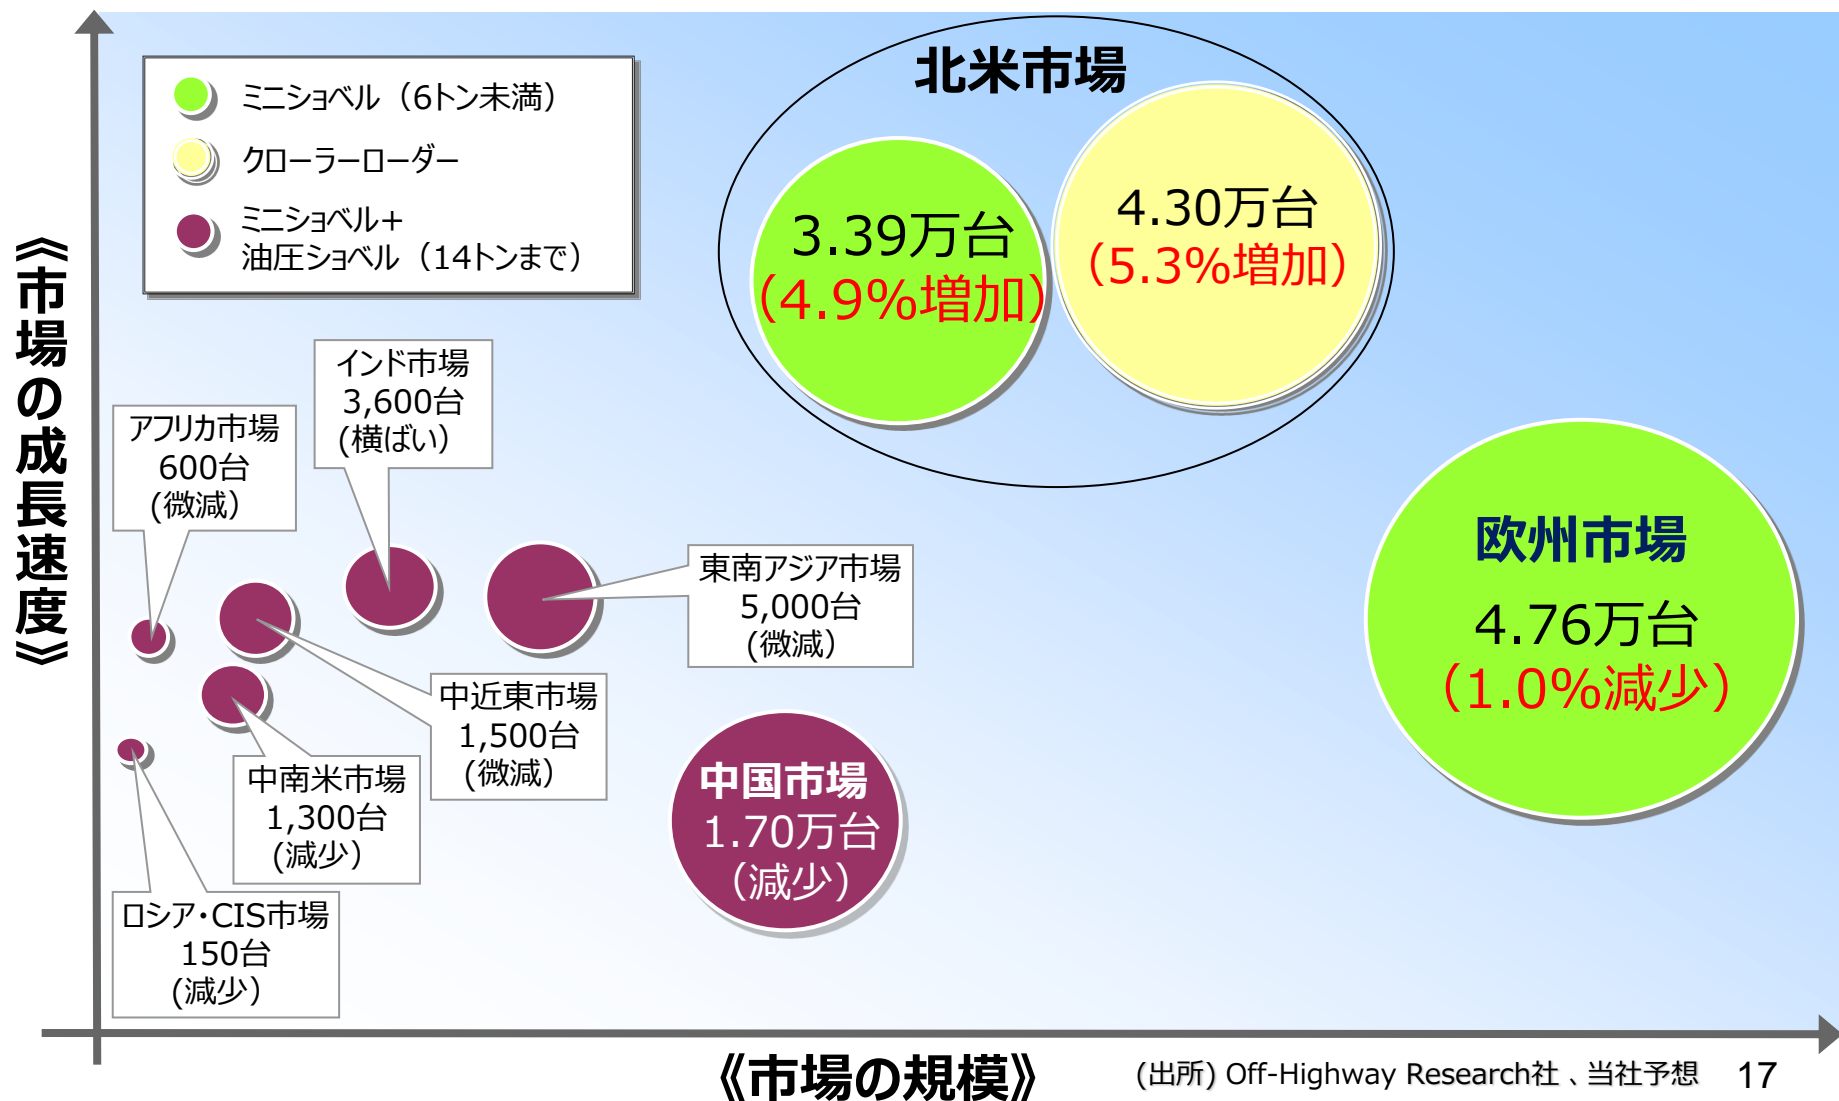 《市場の成長速度》
ミニショベル（6トン未満）
クローラーローダー
ミニショベル＋
油圧ショベル（14トンまで）
北米市場
3.39万台
（4.9%増加）
4.30万台
（5.3%増加）
インド市場
3,600台
(横ばい）
アフリカ市場
600台
(微減）
東南アジア市場
5,000台
(微減）
欧州市場
4.76万台
（1.0%減少）
中近東市場
1,500台
(微減）
中南米市場
1,300台
(減少）
中国市場
1.70万台
（減少）
ロシア・CIS市場
150台
(減少）
《市場の規模》
(出所) Off-Highway Research社 、当社予想
17